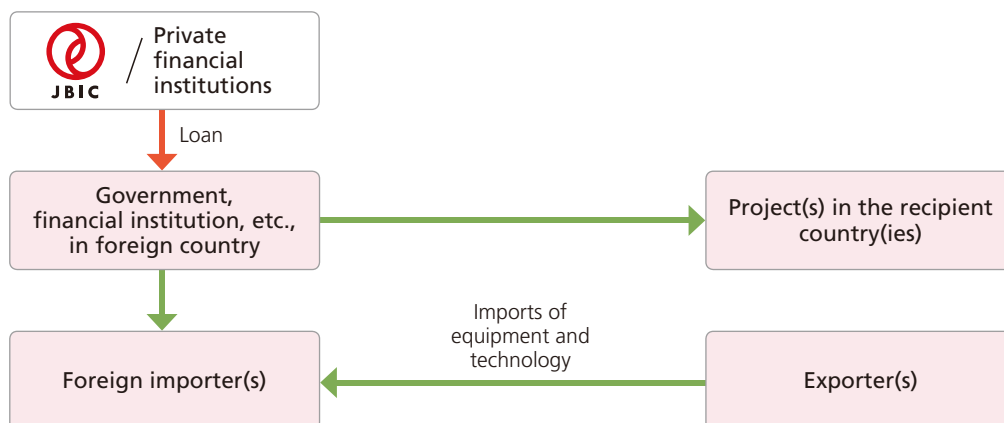 JBIC
/
Private
financial
institutions
Loan
Government,
financial institution, etc.,
in foreign country
Project(s) in the recipient
country(ies)
Imports of
equipment and
technology
Foreign importer(s)
Exporter(s)